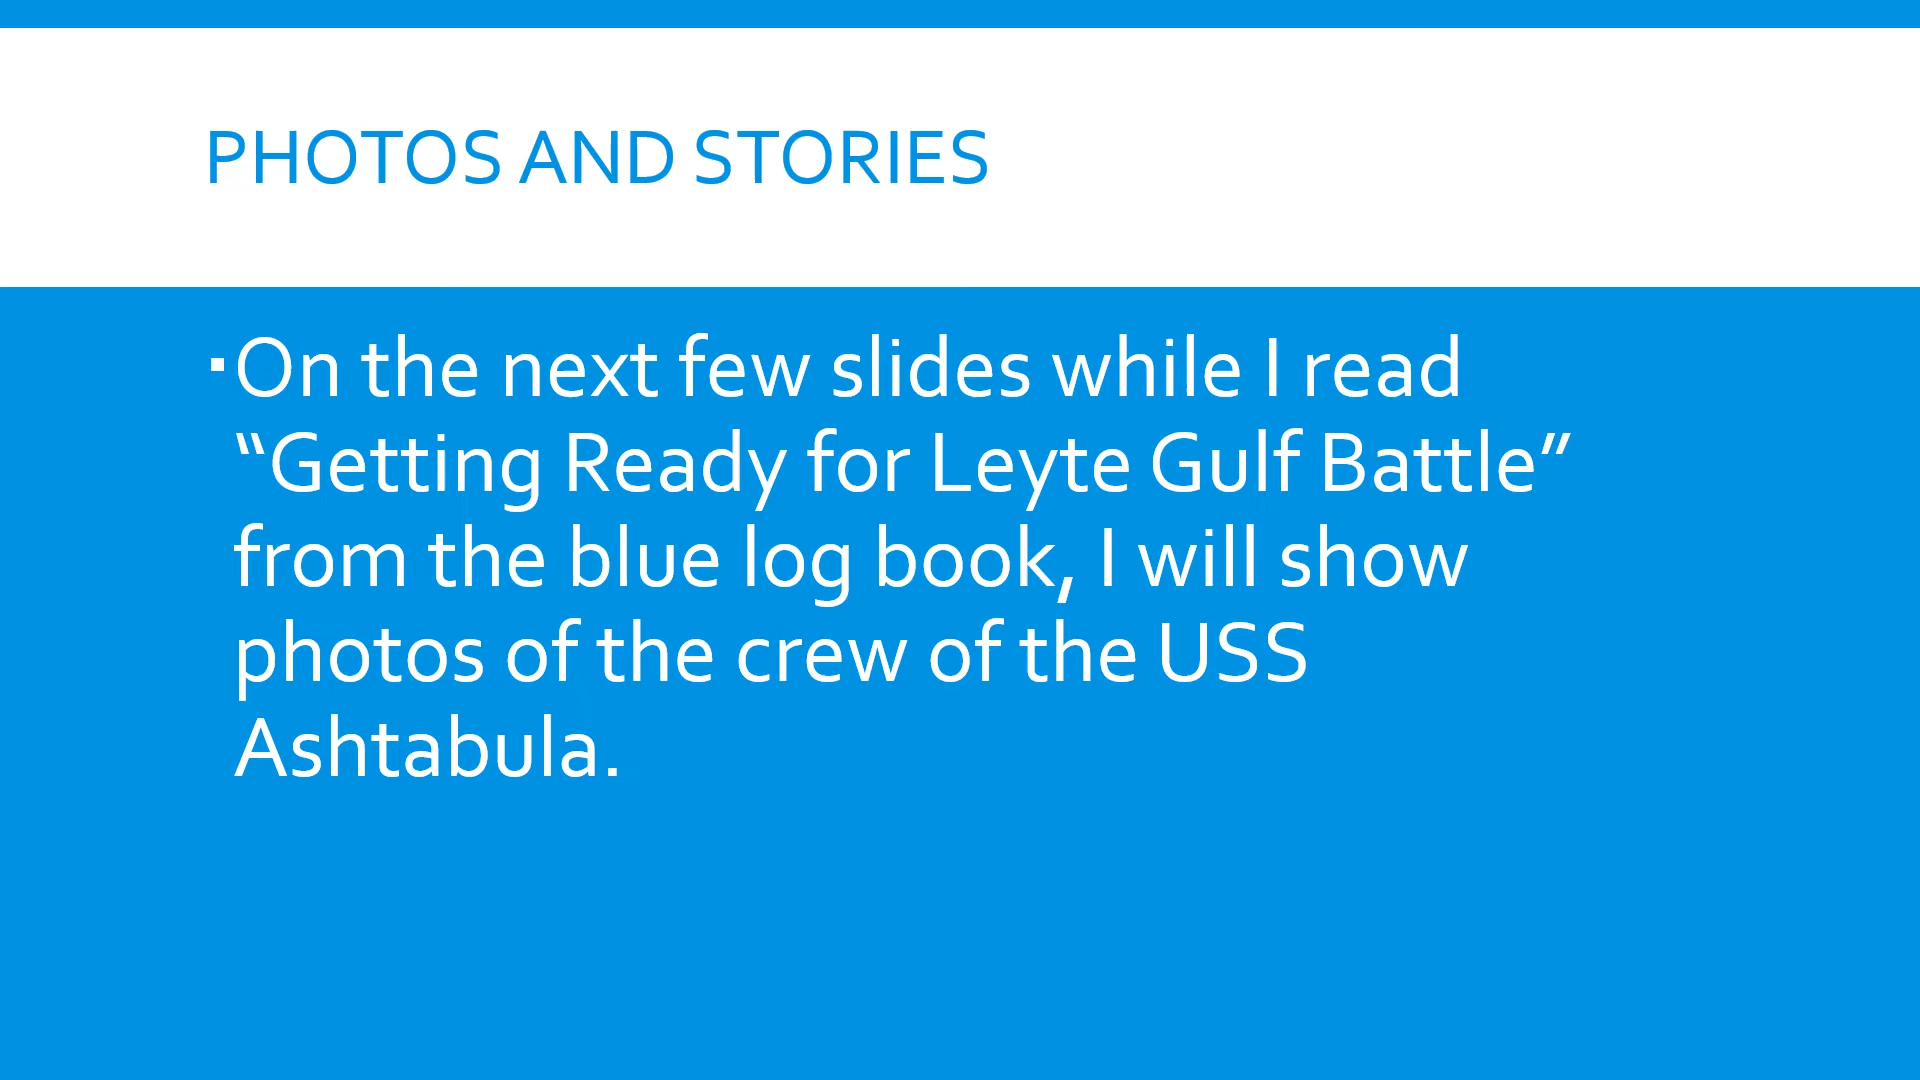 PHOTOS AND STORIES
▪On the next few slides while I read
“Getting Ready for Leyte Gulf Battle”
from the blue log book, I will show
photos of the crew of the USS
Ashtabula.